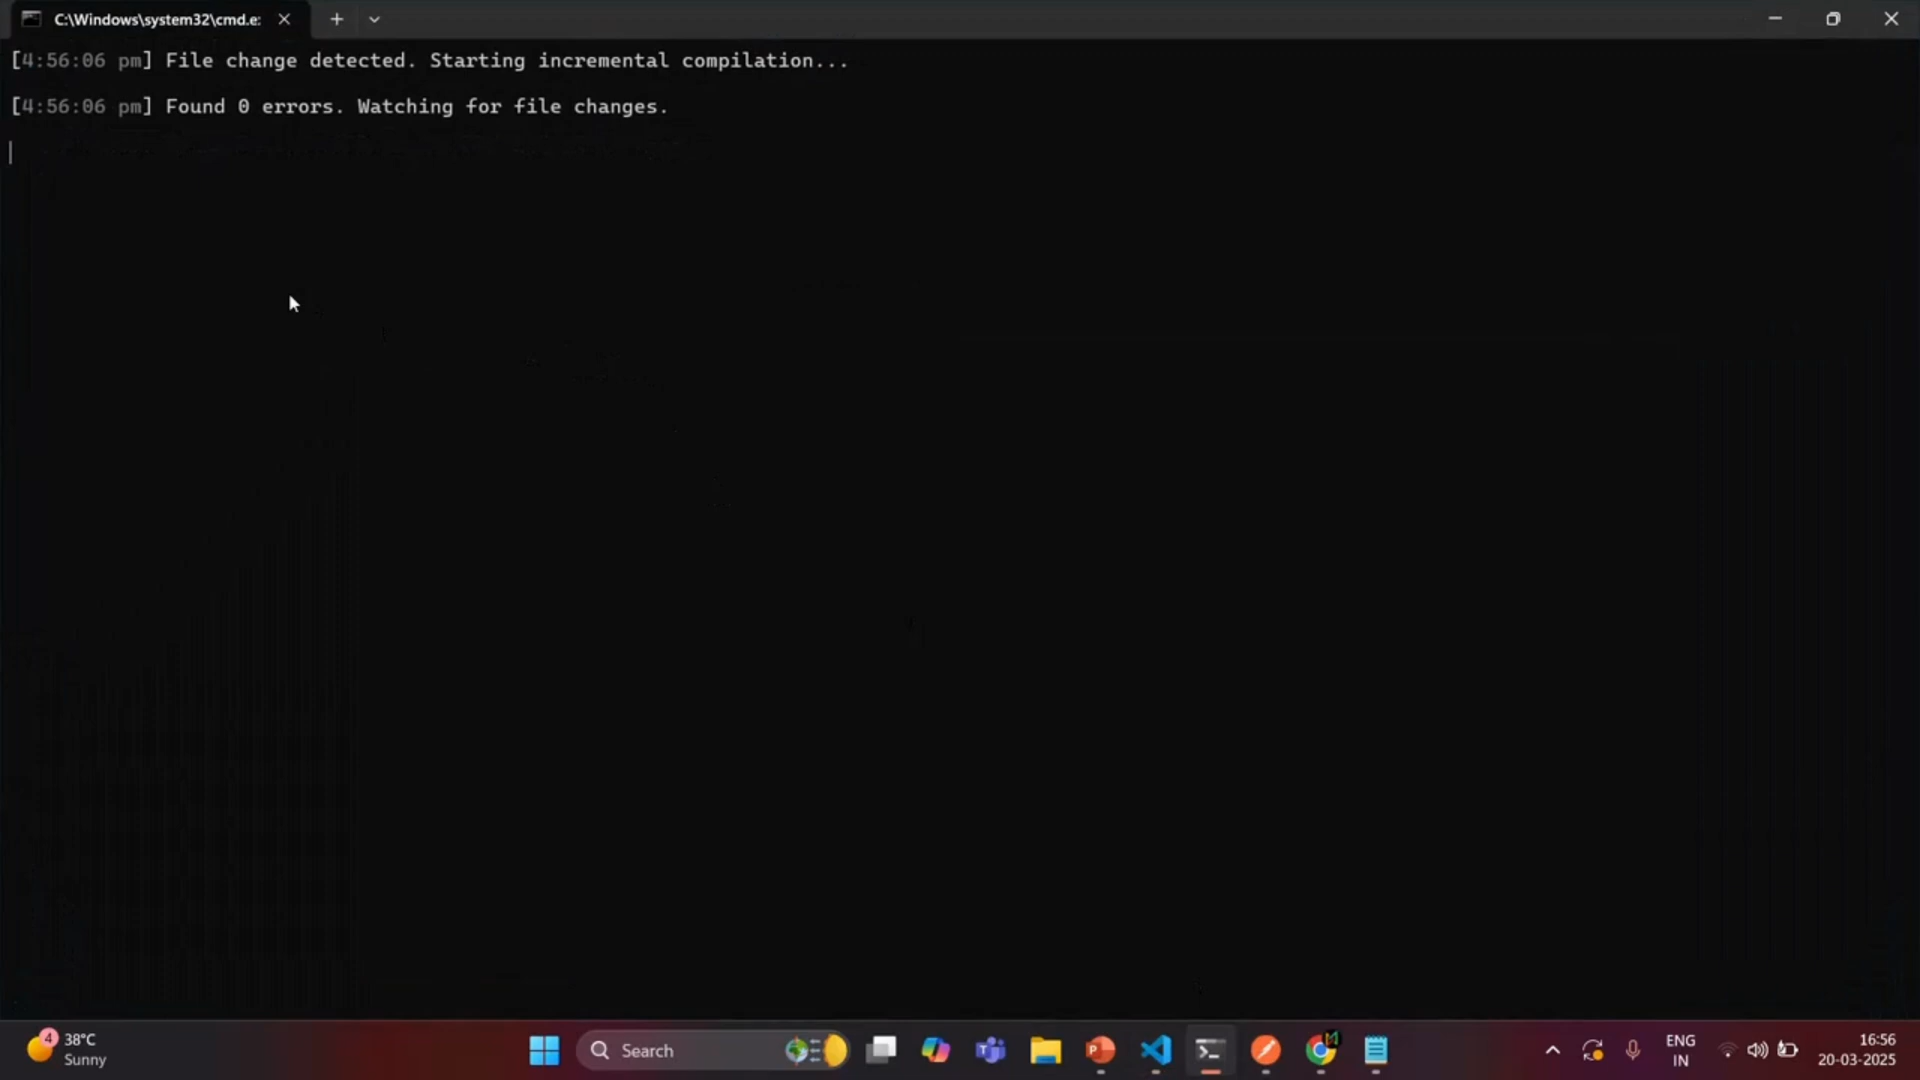 C:\Windows\system32\cmd.e:
[4:56:06 pm] File change detected. Starting incremental compilation...
[4:56:06 pm] Found 0 errors. Watching for file changes.
4
38°C
Sunny
Search
ENG
IN
16:56
20-03-2025